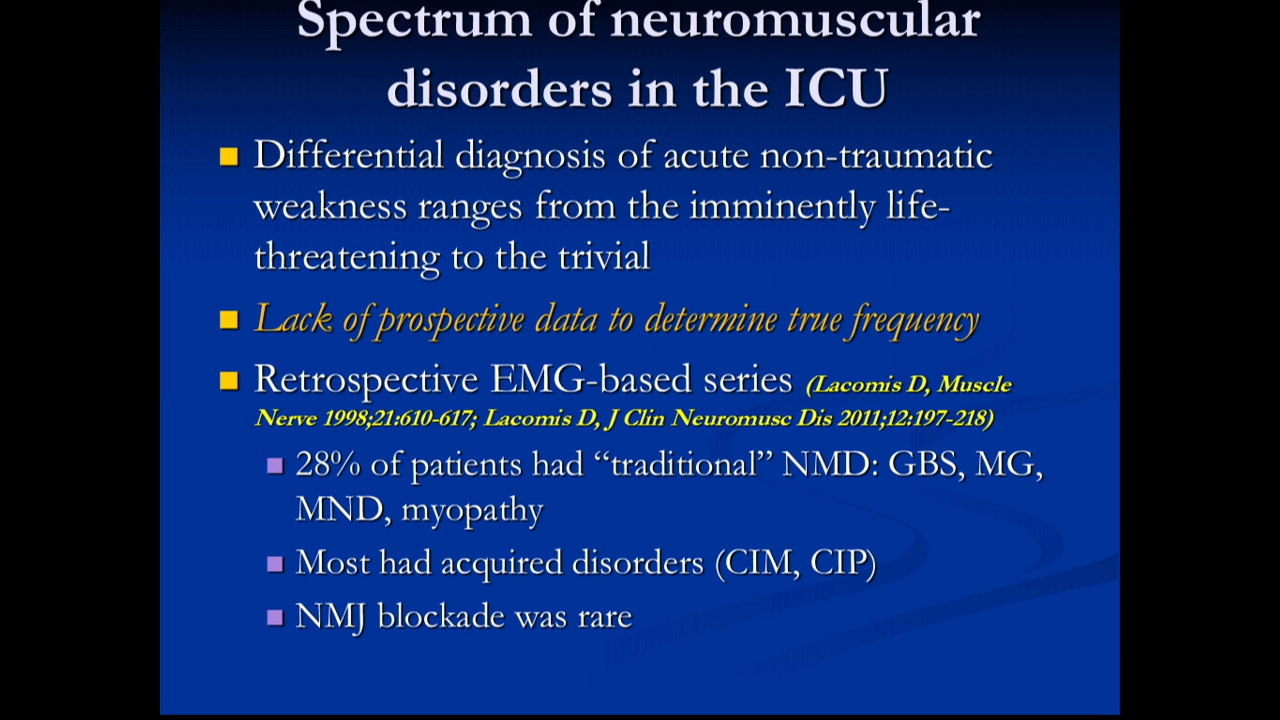 Spectrum of neuromuscular
disorders in the ICU
Differential diagnosis of acute non-traumatic
weakness ranges from the imminently life-
threatening to the trivial
Lack of prospective data to determine true frequency
Retrospective EMG-based series (Lacomis D, Muscle
Nerve 1998;21:610-617; Lacomis D, J Clin Neuromusc Dis 2011;12:197-218)
28% of patients had “traditional” NMD: GBS, MG,
MND, myopathy
Most had acquired disorders (CIM, CIP)
NMJ blockade was rare